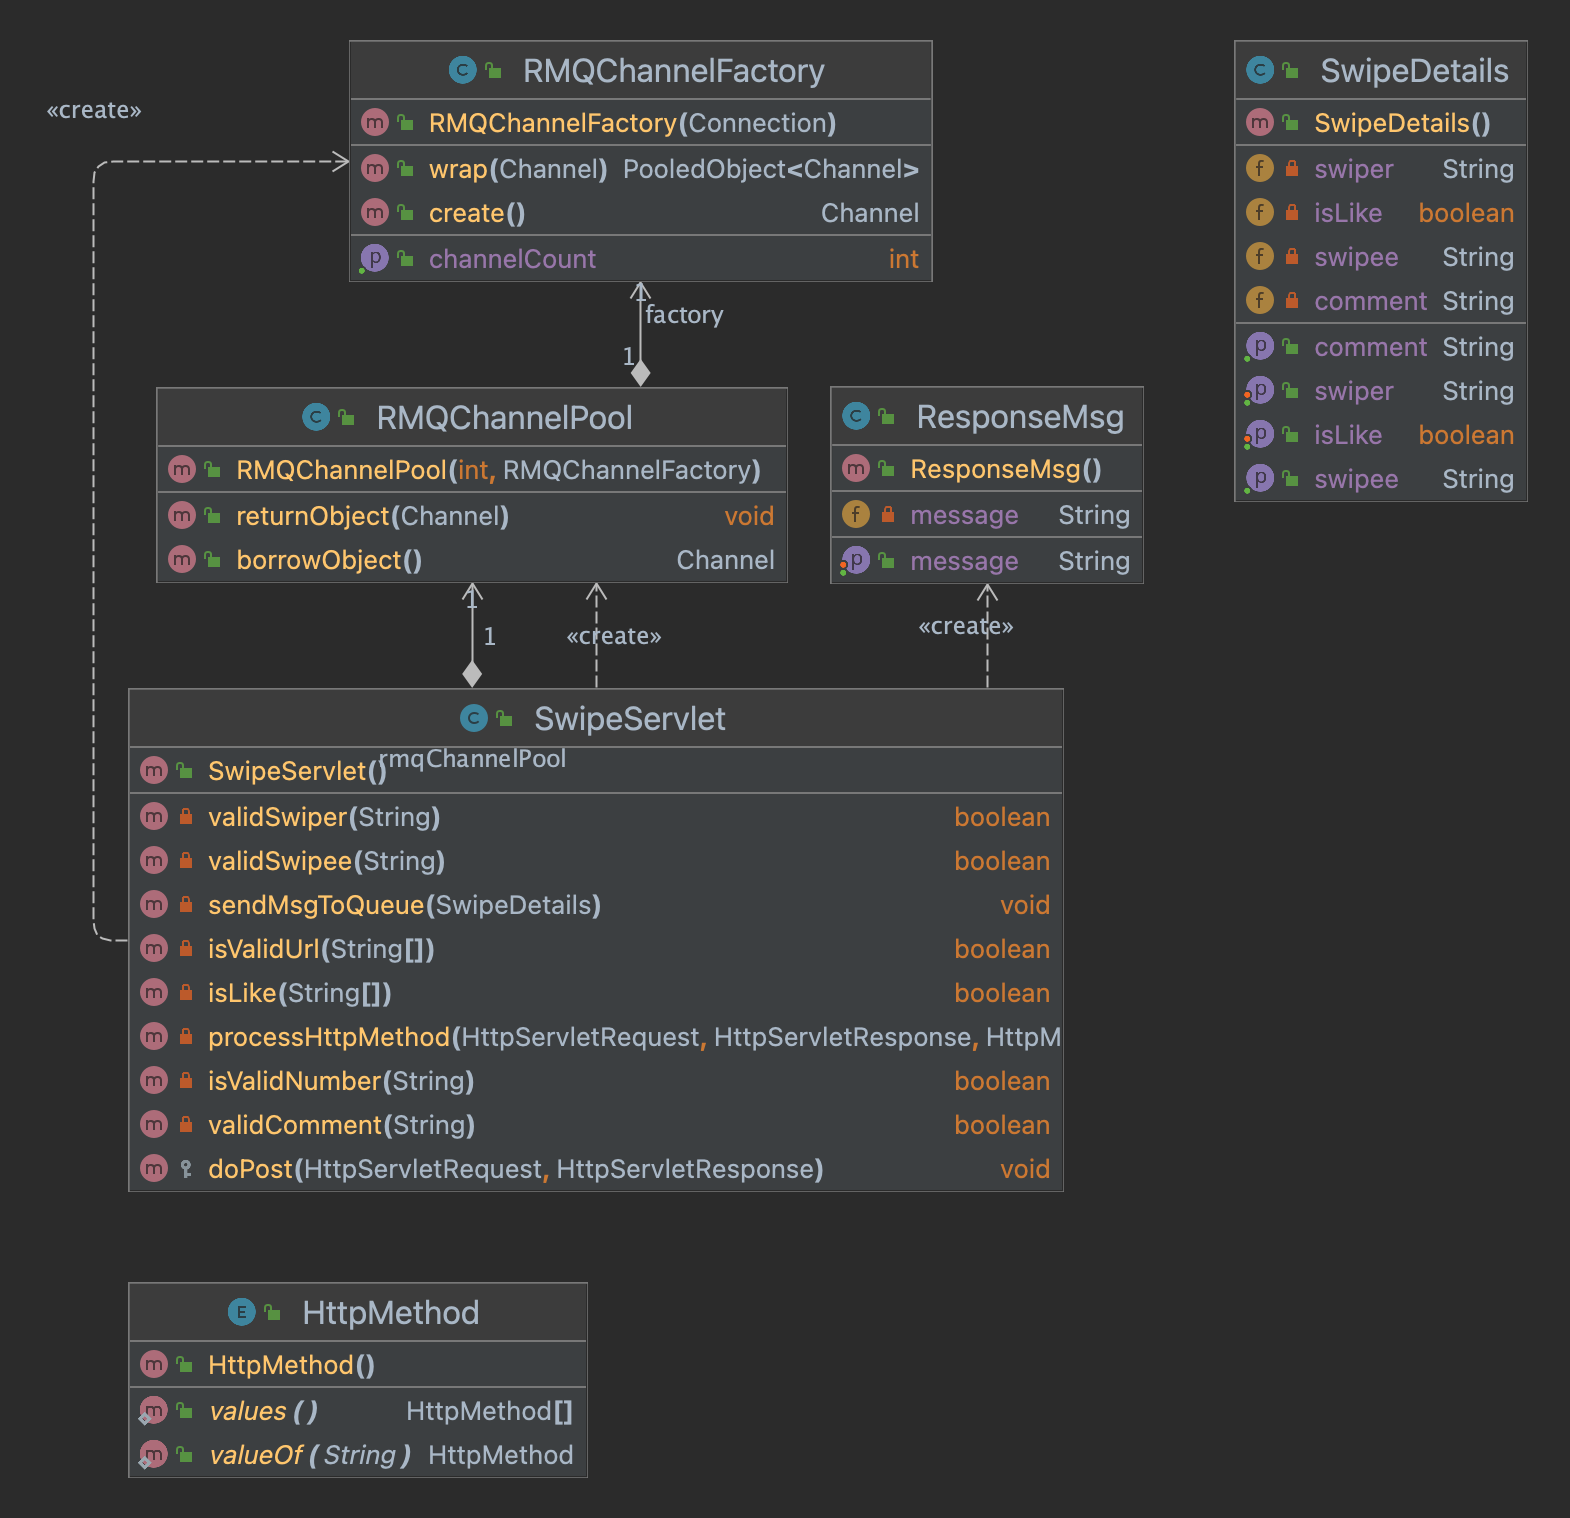 «create»
RMQChannelFactory
RMQChannelFactory(Connection)
wrap(Channel) PooledObject<Channel>
create() Channel
channelCount int
1
factory
1
RMQChannelPool
RMQChannelPool(int, RMQChannelFactory)
returnObject(Channel) void
borrowObject() Channel
ResponseMsg
ResponseMsg()
message String
message String
SwipeDetails
SwipeDetails()
swiper String
isLike boolean
swipee String
comment String
comment String
swiper String
isLike boolean
swipee String
1
1
«create»
«create»
SwipeServlet
rmqChannelPool
SwipeServlet()
validSwiper(String) boolean
validSwipee(String) boolean
sendMsgToQueue(SwipeDetails) void
isValidUrl(String[]) boolean
isLike(String[]) boolean
processHttpMethod(HttpServletRequest, HttpServletResponse, HttpM
isValidNumber(String) boolean
validComment(String) boolean
doPost(HttpServletRequest, HttpServletResponse) void
HttpMethod
HttpMethod()
values() HttpMethod[]
valueOf(String) HttpMethod